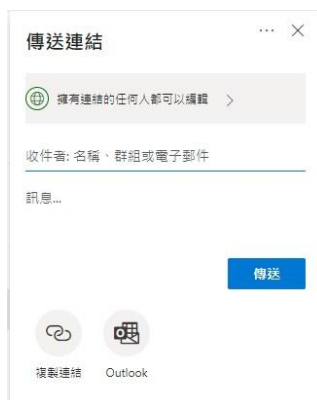 傳送連結
擁有連結的任何人都可以編輯
收件者: 名稱、群組或電子郵件
訊息...
傳送
複製連結
Outlook